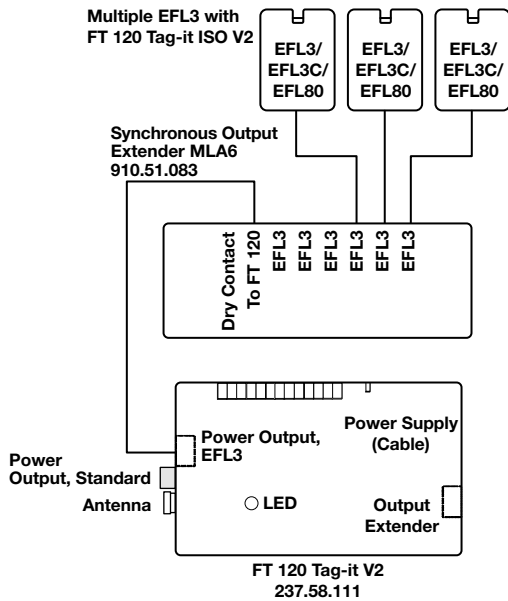 Multiple EFL3 with
FT 120 Tag-it ISO V2
EFL3/
EFL3C/
EFL80
EFL3/
EFL3C/
EFL80
EFL3/
EFL3C/
EFL80
Synchronous Output
Extender MLA6
910.51.083
Dry Contact
To FT 120
EFL3
EFL3
EFL3
EFL3
EFL3
EFL3
Power Output,
EFL3
Power Supply
(Cable)
Power
Output, Standard
Antenna
LED
Output
Extender
FT 120 Tag-it V2
237.58.111